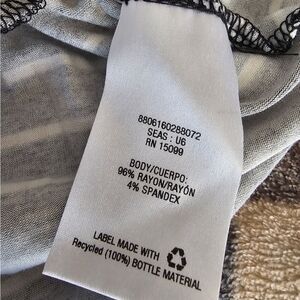 8806160288072
SEAS : U6
RN 15099
BODY/CUERPO:
96% RAYON/RAYÓN
4% SPANDEX
LABEL MADE WITH
Recycled (100%) BOTTLE MATERIAL